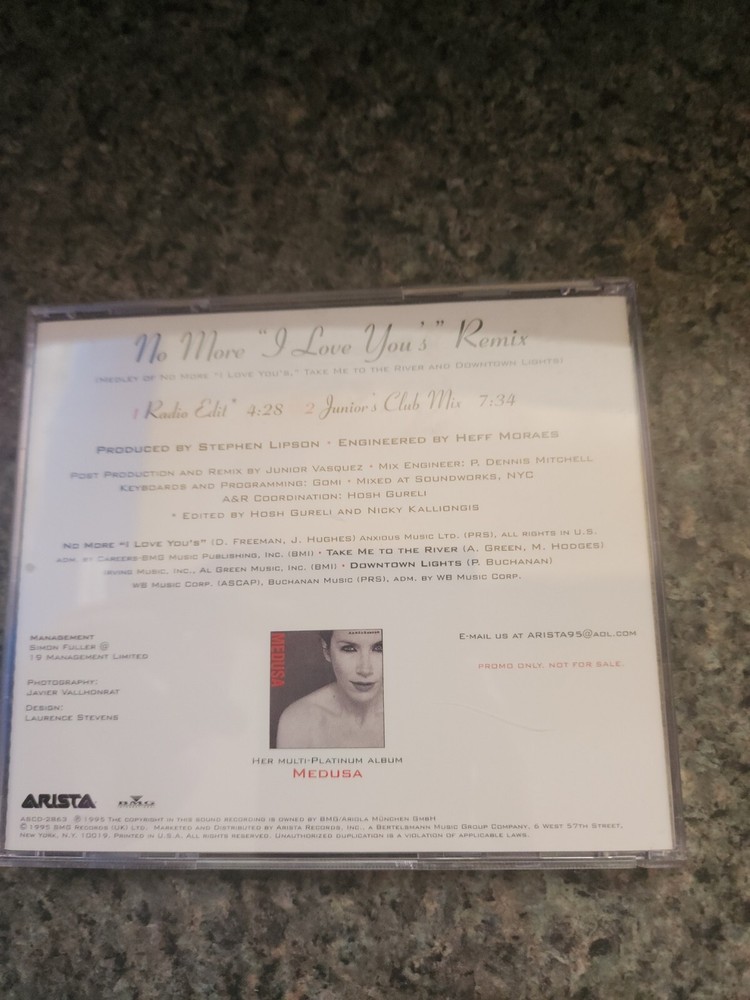 No More "I Love You's" Remix
(Medley of No More "I Love You's," Take Me to the River and Downtown Lights)
1 Radio Edit* 4:28 2 Junior's Club Mix 7:34
Produced by Stephen Lipson • Engineered by Heff Moraes
Post Production and Remix by Junior Vasquez • Mix Engineer: P. Dennis Mitchell
Keyboards and Programming: Gomi • Mixed at Soundworks, NYC
A&R Coordination: Hosh Gureli
* Edited by Hosh Gureli and Nicky Kalliongis
No More "I Love You's" (D. Freeman, J. Hughes) Anxious Music Ltd. (PRS), all rights in U.S.
adm. by Careers-BMG Music Publishing, Inc. (BMI) • Take Me to the River (A. Green, M. Hodges)
Irving Music, Inc., Al Green Music, Inc. (BMI) • Downtown Lights (P. Buchanan)
WB Music Corp. (ASCAP), Buchanan Music (PRS), adm. by WB Music Corp.
Management
Simon Fuller @
19 Management Limited
Photography:
Javier Vallhonrat
Design:
Laurence Stevens
MEDUSA
Her multi-Platinum album
Medusa
E-mail us at ARISTA95@aol.com
Promo only. Not for sale.
ARISTA BMG
ASCD-2863 ℗ 1995 The copyright in this sound recording is owned by BMG/Ariola München GmbH
© 1995 BMG Records (UK) Ltd. Marketed and Distributed by Arista Records, Inc., a Bertelsmann Music Group Company, 6 West 57th Street,
New York, N.Y. 10019. Printed in U.S.A. All rights reserved. Unauthorized duplication is a violation of applicable laws.